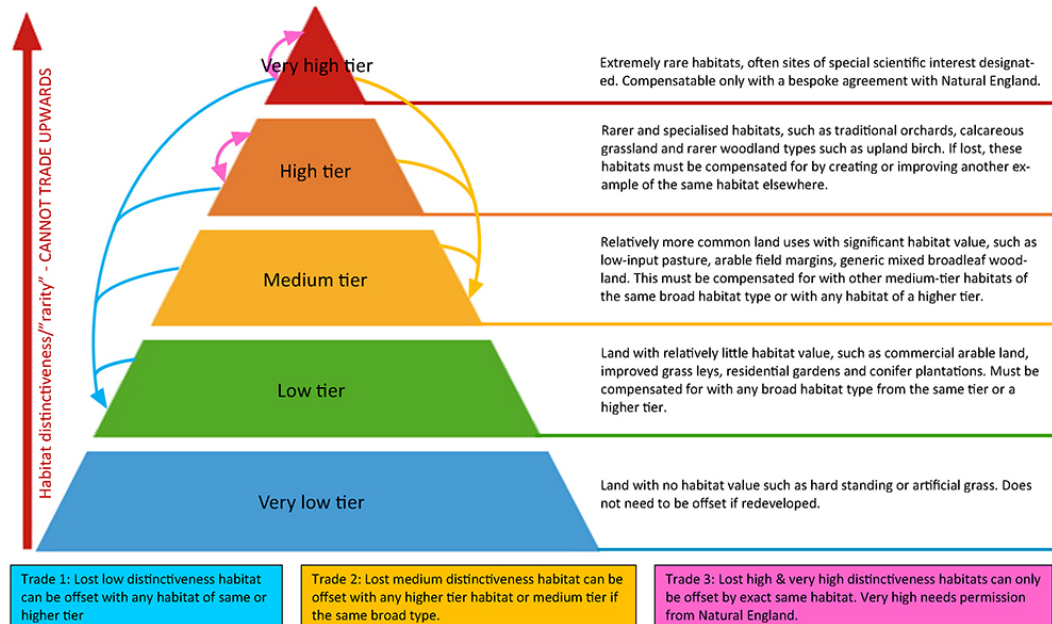 Habitat distinctiveness/"rarity" - CANNOT TRADE UPWARDS
Very high tier
Extremely rare habitats, often sites of special scientific interest designat-
ed. Compensatable only with a bespoke agreement with Natural England.
High tier
Rarer and specialised habitats, such as traditional orchards, calcareous
grassland and rarer woodland types such as upland birch. If lost, these
habitats must be compensated for by creating or improving another ex-
ample of the same habitat elsewhere.
Medium tier
Relatively more common land uses with significant habitat value, such as
low-input pasture, arable field margins, generic mixed broadleaf wood-
land. This must be compensated for with other medium-tier habitats of
the same broad habitat type or with any habitat of a higher tier.
Low tier
Land with relatively little habitat value, such as commercial arable land,
improved grass leys, residential gardens and conifer plantations. Must be
compensated for with any broad habitat type from the same tier or a
higher tier.
Very low tier
Land with no habitat value such as hard standing or artificial grass. Does
not need to be offset if redeveloped.
Trade 1: Lost low distinctiveness habitat
can be offset with any habitat of same or
higher tier
Trade 2: Lost medium distinctiveness habitat can be
offset with any higher tier habitat or medium tier if
the same broad type.
Trade 3: Lost high & very high distinctiveness habitats can only
be offset by exact same habitat. Very high needs permission
from Natural England.